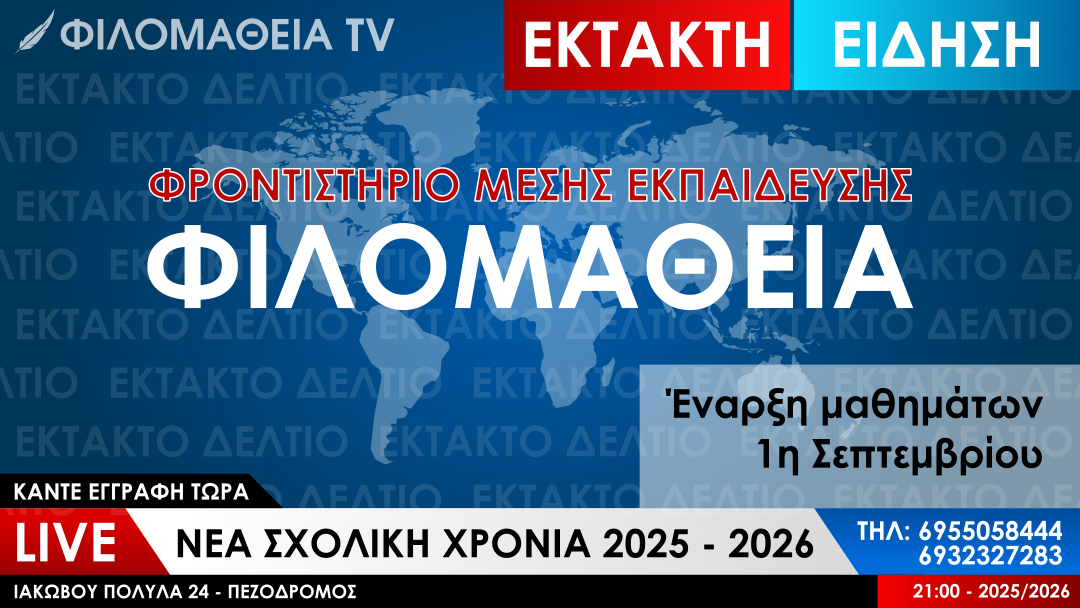 ΦΙΛΟΜΑΘΕΙΑ TV
ΕΚΤΑΚΤΗ ΕΙΔΗΣΗ
ΕΚΤΑΚΤΟ ΔΕΛΤΙΟ
ΦΡΟΝΤΙΣΤΗΡΙΟ ΜΕΣΗΣ ΕΚΠΑΙΔΕΥΣΗΣ
ΦΙΛΟΜΑΘΕΙΑ
Έναρξη μαθημάτων
1η Σεπτεμβρίου
ΚΑΝΤΕ ΕΓΓΡΑΦΗ ΤΩΡΑ
LIVE
ΝΕΑ ΣΧΟΛΙΚΗ ΧΡΟΝΙΑ 2025 - 2026
ΤΗΛ: 6955058444
6932327283
ΙΑΚΩΒΟΥ ΠΟΛΥΛΑ 24 - ΠΕΖΟΔΡΟΜΟΣ
21:00 - 2025/2026